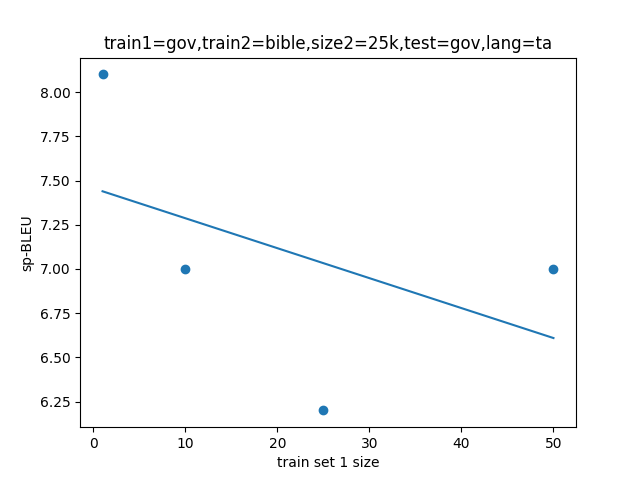 train1=gov,train2=bible,size2=25k,test=gov,lang=ta
8.00
7.75
7.50
7.25
7.00
6.75
6.50
6.25
sp-BLEU
0 10 20 30 40 50
train set 1 size